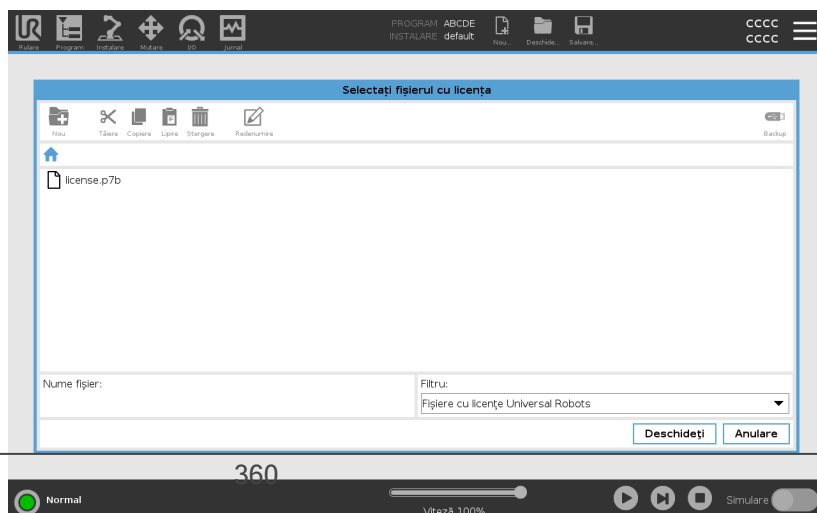 UR PROGRAM ABCDE CCCC
INSTALARE default CCCC
Rulare Program Instalare Mutare I/O Jurnal Nou... Deschide... Salvare...
Selectați fișierul cu licența
Nou Tăiere Copiere Lipire Ștergere Redenumire Backup
license.p7b
Nume fișier: Filtru:
Fișiere cu licențe Universal Robots
Deschideți Anulare
360
Normal Viteză 100% Simulare